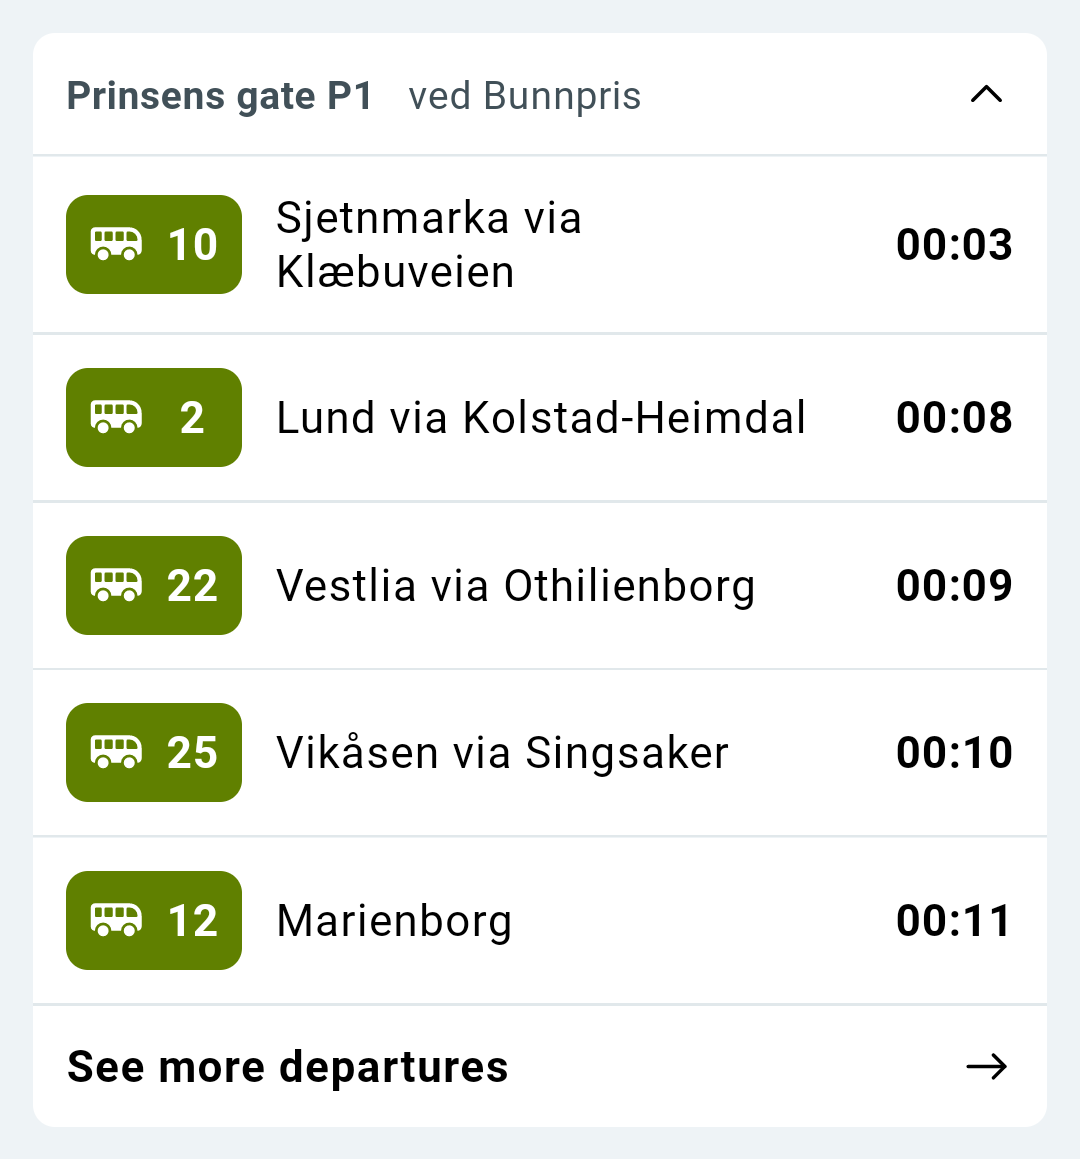 Prinsens gate P1 ved Bunnpris
10 Sjetnmarka via
Klæbuveien 00:03
2 Lund via Kolstad-Heimdal 00:08
22 Vestlia via Othilienborg 00:09
25 Vikåsen via Singsaker 00:10
12 Marienborg 00:11
See more departures